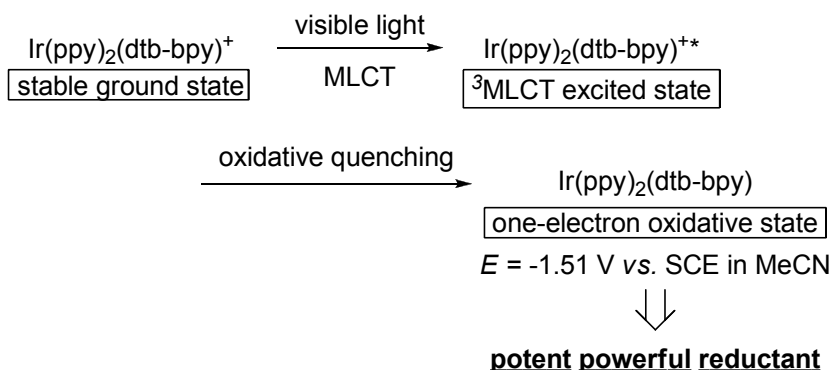 visible light
Ir(ppy)₂(dtb-bpy)⁺ Ir(ppy)₂(dtb-bpy)⁺*
stable ground state MLCT ³MLCT excited state
oxidative quenching
Ir(ppy)₂(dtb-bpy)
one-electron oxidative state
E = -1.51 V vs. SCE in MeCN
potent powerful reductant